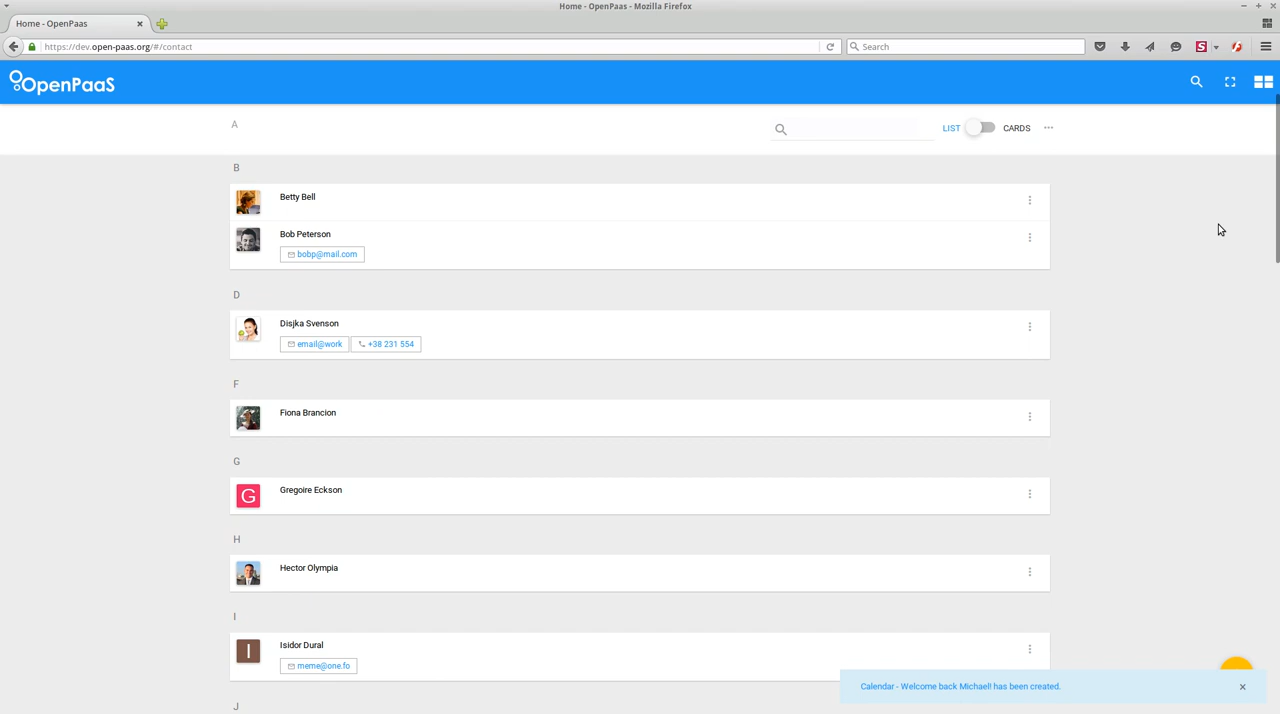 Home - OpenPaas - Mozilla Firefox
Home - OpenPaas
https://dev.open-paas.org/#/contact
Search
S
OpenPaaS
A
LIST CARDS
B
Betty Bell
Bob Peterson
bobp@mail.com
D
Disjka Svenson
email@work +38 231 554
F
Fiona Brancion
G
G Gregoire Eckson
H
Hector Olympia
I
I Isidor Dural
meme@one.fo
Calendar - Welcome back Michael! has been created.
J